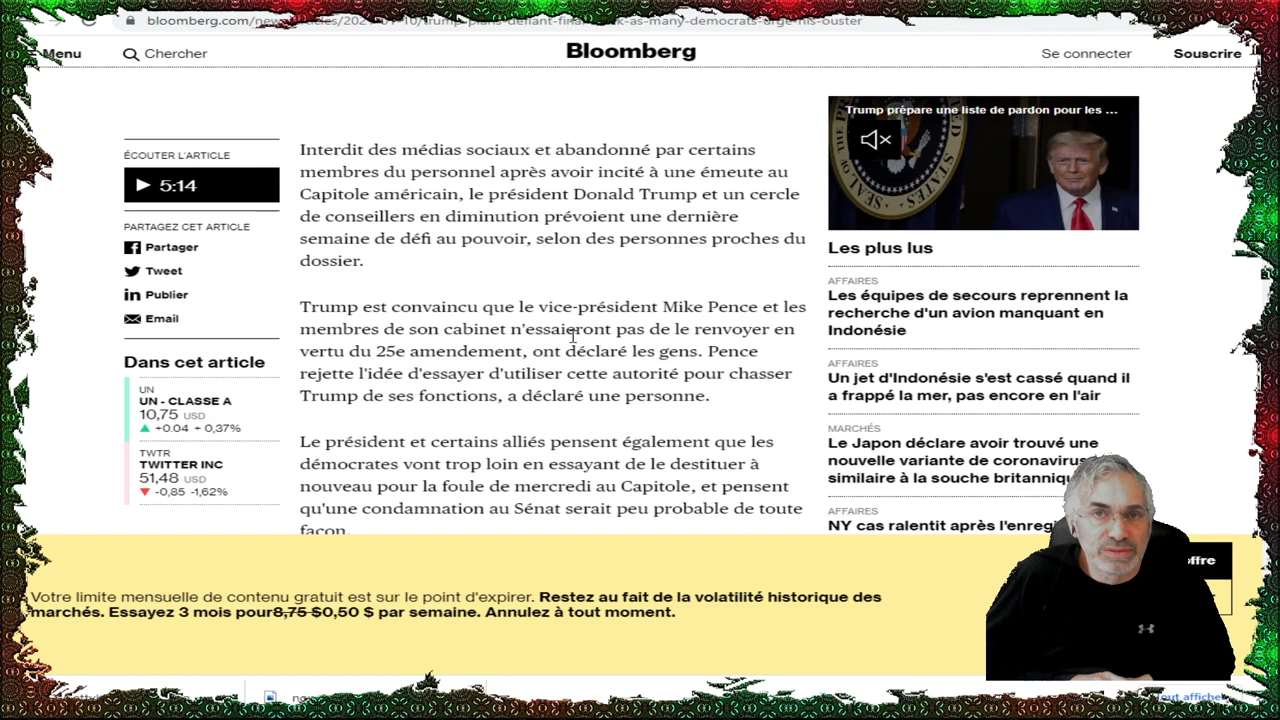 bloomberg.com/new
trump-plans-defiant-fina
k-as-many-democrats-urge-his-ouster
Menu
Chercher
Bloomberg
Se connecter
Souscrire
ÉCOUTER L'ARTICLE
5:14
PARTAGEZ CET ARTICLE
Partager
Tweet
Publier
Email
Dans cet article
UN
UN - CLASSE A
10,75 USD
+0.04 + 0,37%
TWTR
TWITTER INC
51,48 USD
-0,85 -1,62%
Interdit des médias sociaux et abandonné par certains
membres du personnel après avoir incité à une émeute au
Capitole américain, le président Donald Trump et un cercle
de conseillers en diminution prévoient une dernière
semaine de défi au pouvoir, selon des personnes proches du
dossier.
Trump est convaincu que le vice-président Mike Pence et les
membres de son cabinet n'essaieront pas de le renvoyer en
vertu du 25e amendement, ont déclaré les gens. Pence
rejette l'idée d'essayer d'utiliser cette autorité pour chasser
Trump de ses fonctions, a déclaré une personne.
Le président et certains alliés pensent également que les
démocrates vont trop loin en essayant de le destituer à
nouveau pour la foule de mercredi au Capitole, et pensent
qu'une condamnation au Sénat serait peu probable de toute
façon.
Trump prépare une liste de pardon pour les ...
Les plus lus
AFFAIRES
Les équipes de secours reprennent la
recherche d'un avion manquant en
Indonésie
AFFAIRES
Un jet d'Indonésie s'est cassé quand il
a frappé la mer, pas encore en l'air
MARCHÉS
Le Japon déclare avoir trouvé une
nouvelle variante de coronavirus
similaire à la souche britanniqu
AFFAIRES
NY cas ralentit après l'enregi
offre
Votre limite mensuelle de contenu gratuit est sur le point d'expirer. Restez au fait de la volatilité historique des
marchés. Essayez 3 mois pour8,75 $0,50 $ par semaine. Annulez à tout moment.
Tout affiche